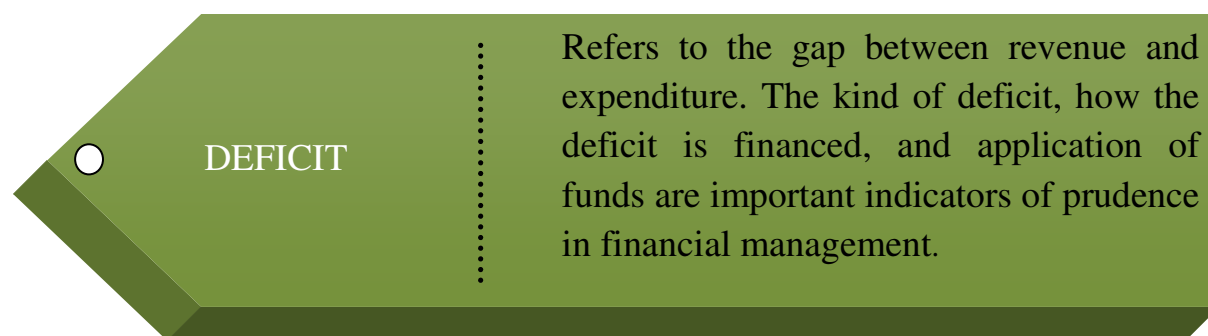 DEFICIT
Refers to the gap between revenue and
expenditure. The kind of deficit, how the
deficit is financed, and application of
funds are important indicators of prudence
in financial management.